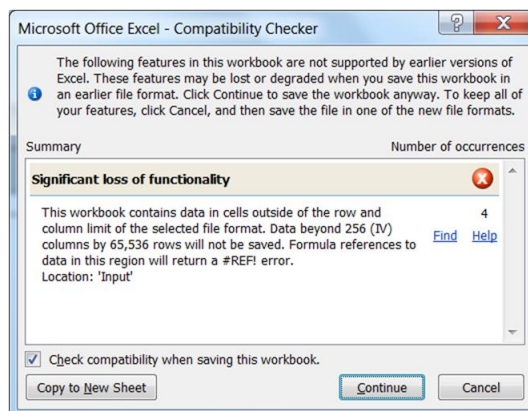 Microsoft Office Excel - Compatibility Checker
The following features in this workbook are not supported by earlier versions of
Excel. These features may be lost or degraded when you save this workbook in
an earlier file format. Click Continue to save the workbook anyway. To keep all of
your features, click Cancel, and then save the file in one of the new file formats.
Summary Number of occurrences
Significant loss of functionality
This workbook contains data in cells outside of the row and 4
column limit of the selected file format. Data beyond 256 (IV) Find Help
columns by 65,536 rows will not be saved. Formula references to
data in this region will return a #REF! error.
Location: 'Input'
Check compatibility when saving this workbook.
Copy to New Sheet Continue Cancel